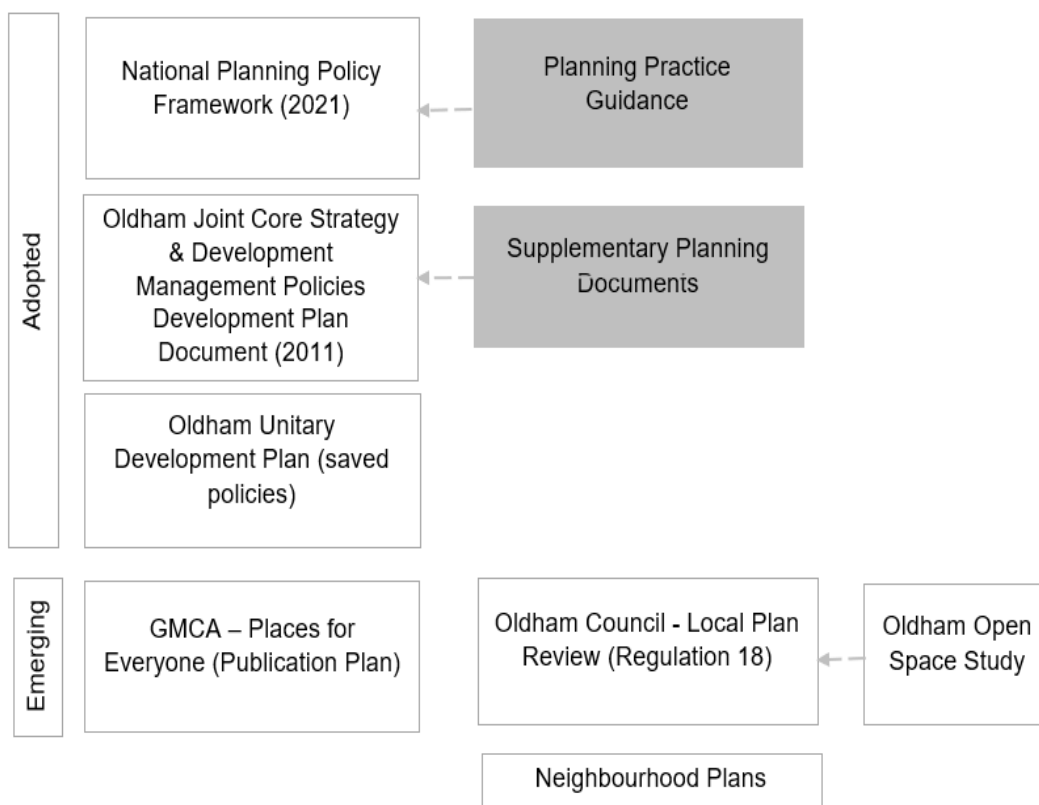 Adopted
National Planning Policy
Framework (2021)
Planning Practice
Guidance
Oldham Joint Core Strategy
& Development
Management Policies
Development Plan
Document (2011)
Supplementary Planning
Documents
Oldham Unitary
Development Plan (saved
policies)
Emerging
GMCA – Places for
Everyone (Publication Plan)
Oldham Council - Local Plan
Review (Regulation 18)
Oldham Open
Space Study
Neighbourhood Plans